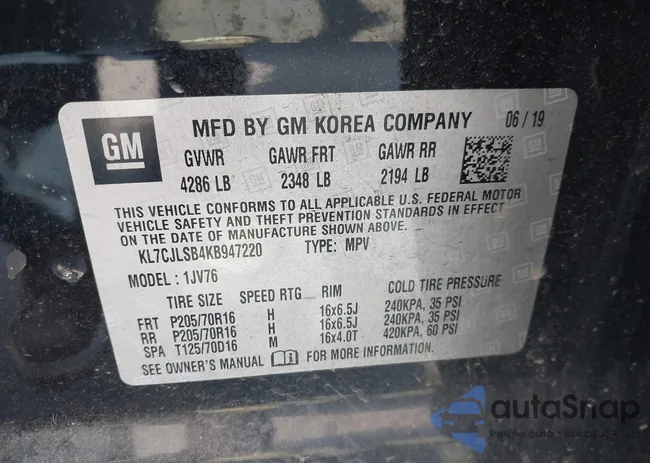 GM
MFD BY GM KOREA COMPANY 06 / 19
GVWR GAWR FRT GAWR RR
4286 LB 2348 LB 2194 LB
THIS VEHICLE CONFORMS TO ALL APPLICABLE U.S. FEDERAL MOTOR
VEHICLE SAFETY AND THEFT PREVENTION STANDARDS IN EFFECT
ON THE DATE OF MANUFACTURE SHOWN ABOVE.
KL7CJLSB4KB947220 TYPE: MPV
MODEL : 1JV76
TIRE SIZE SPEED RTG RIM COLD TIRE PRESSURE
FRT P205/70R16 H 16x6.5J 240KPA, 35 PSI
RR P205/70R16 H 16x6.5J 240KPA, 35 PSI
SPA T125/70D16 M 16x4.0T 420KPA, 60 PSI
SEE OWNER'S MANUAL FOR MORE INFORMATION.
autoSnap